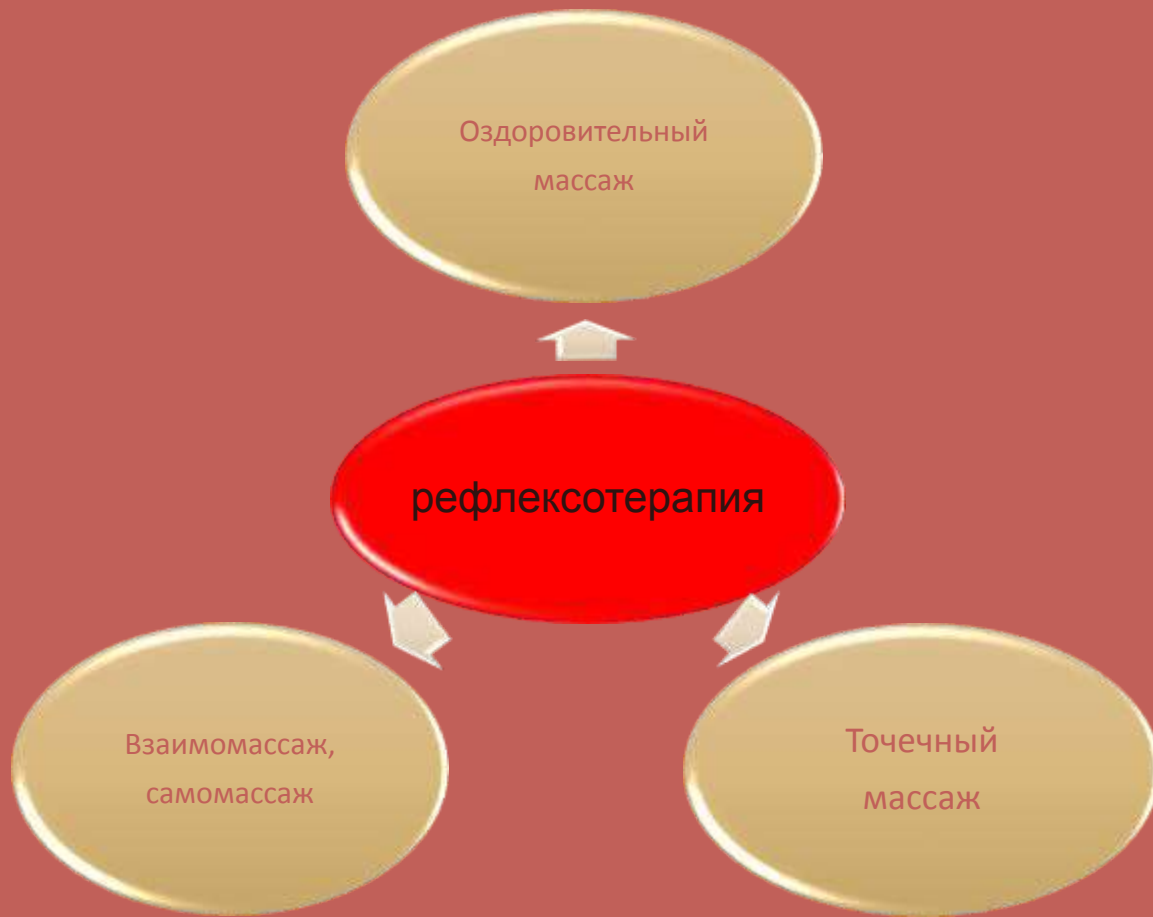 Оздоровительный
массаж
рефлексотерапия
Взаимомассаж,
самомассаж
Точечный
массаж